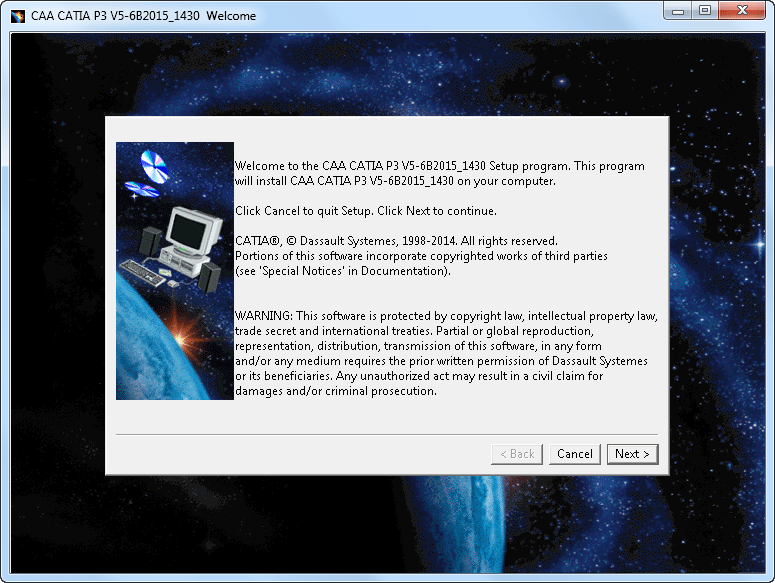 CAA CATIA P3 V5-6B2015_1430  Welcome
Welcome to the CAA CATIA P3 V5-6B2015_1430 Setup program. This program
will install CAA CATIA P3 V5-6B2015_1430 on your computer.
Click Cancel to quit Setup. Click Next to continue.
CATIA®, © Dassault Systemes, 1998-2014. All rights reserved.
Portions of this software incorporate copyrighted works of third parties
(see 'Special Notices' in Documentation).
WARNING: This software is protected by copyright law, intellectual property law,
trade secret and international treaties. Partial or global reproduction,
representation, distribution, transmission of this software, in any form
and/or any medium requires the prior written permission of Dassault Systemes
or its beneficiaries. Any unauthorized act may result in a civil claim for
damages and/or criminal prosecution.
< Back Cancel Next >